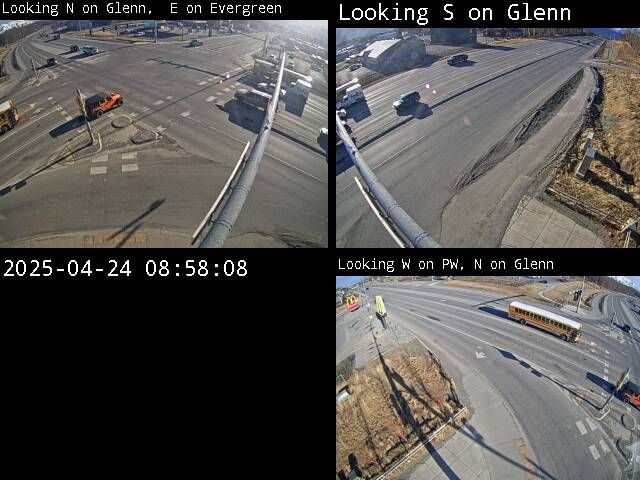 Looking N on Glenn,  E on Evergreen
Looking S on Glenn
2025-04-24 08:58:08
Looking W on PW, N on Glenn